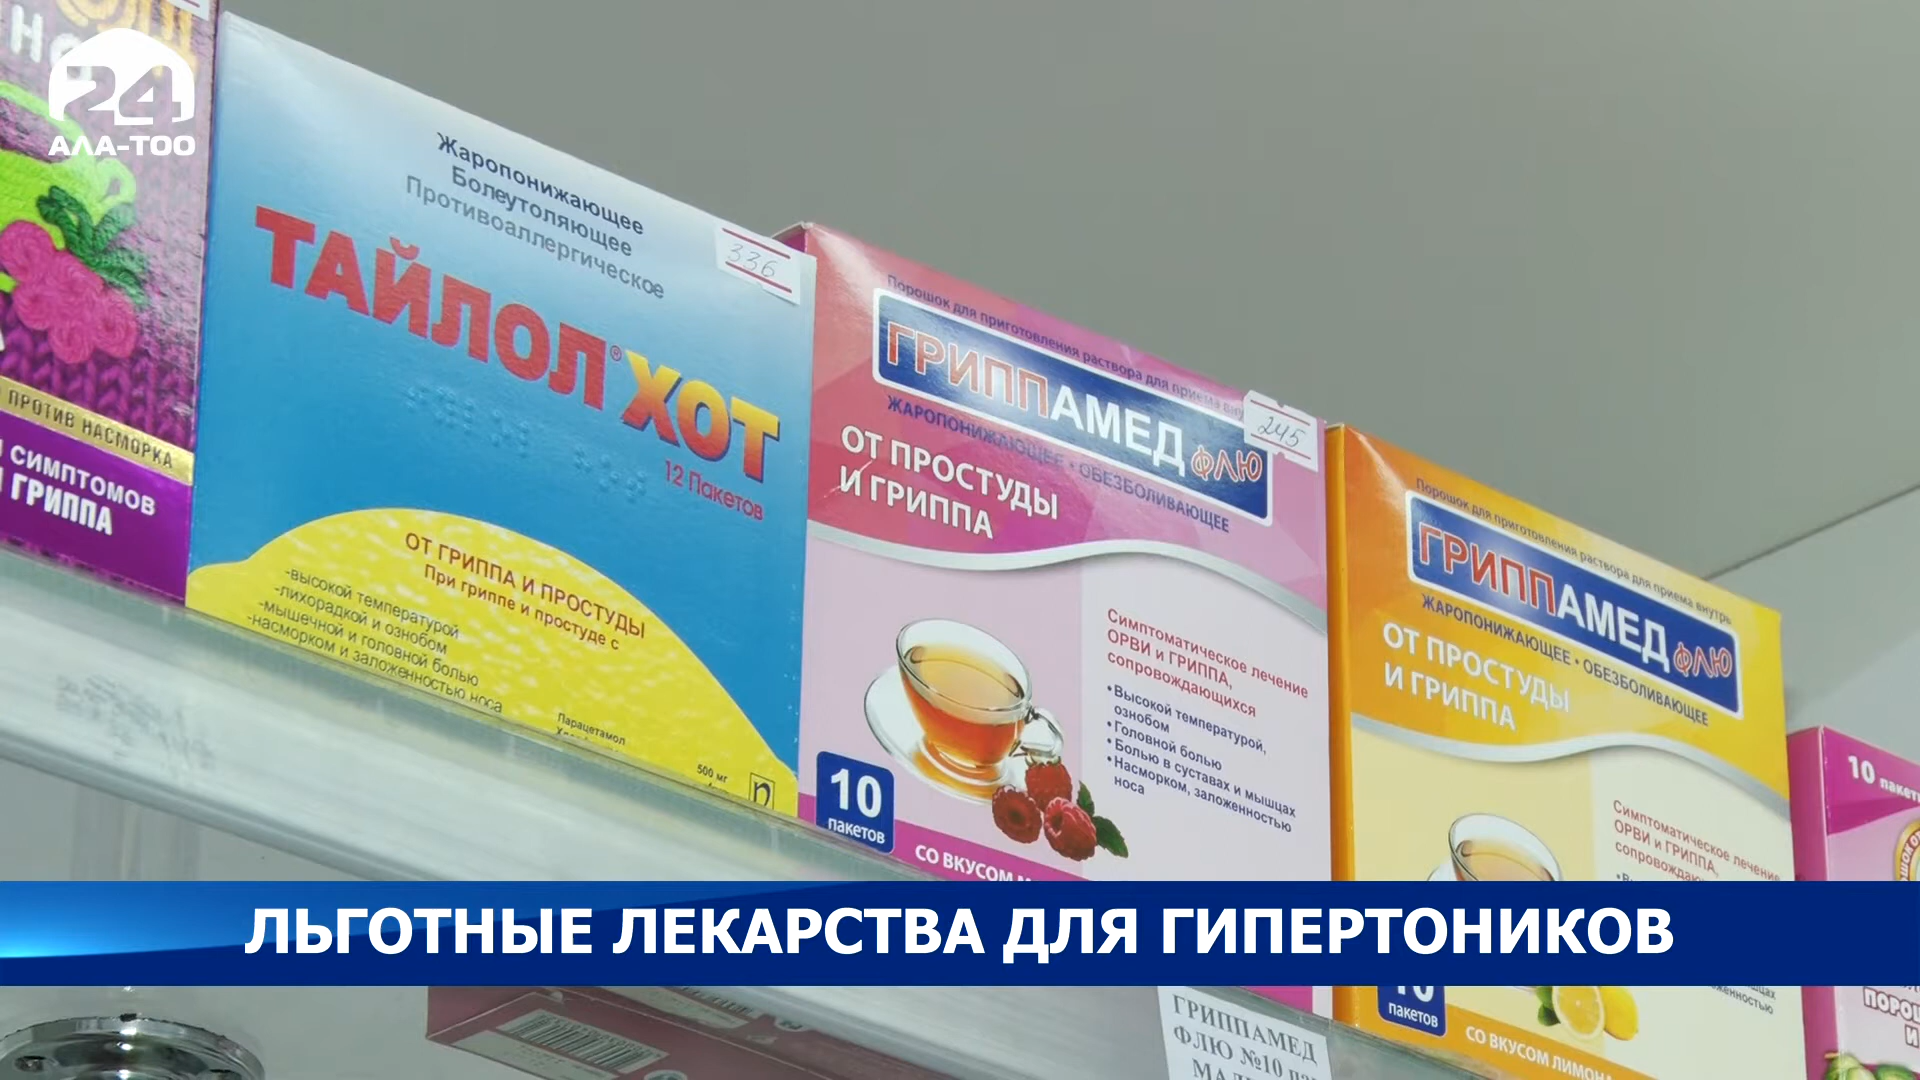 24
АЛА-ТОО
ПРОТИВ НАСМОРКА
СИМПТОМОВ
ГРИППА
Жаропонижающее
Болеутоляющее
Противоаллергическое
336
ТАЙЛОЛ® ХОТ
12 Пакетов
ОТ ГРИППА И ПРОСТУДЫ
При гриппе и простуде с
-высокой температурой
-лихорадкой и ознобом
-мышечной и головной болью
-насморком и заложенностью носа
Парацетамол
500 мг
Порошок для приготовления раствора для приема
245
ГРИППАМЕД ФЛЮ
ЖАРОПОНИЖАЮЩЕЕ • ОБЕЗБОЛИВАЮЩЕЕ
ОТ ПРОСТУДЫ
И ГРИППА
Симптоматическое лечение
ОРВИ и ГРИППА,
сопровождающихся
• Высокой температурой,
ознобом
• Головной болью
• Болью в суставах и мышцах
• Насморком, заложенностью
носа
10
пакетов
СО ВКУСОМ
Порошок для приготовления раствора для приема внутрь
ГРИППАМЕД ФЛЮ
ЖАРОПОНИЖАЮЩЕЕ • ОБЕЗБОЛИВАЮЩЕЕ
ОТ ПРОСТУДЫ
И ГРИППА
Симптоматическое лечение
ОРВИ и ГРИППА,
10
пакетов
СО ВКУСОМ
10
ЛЬГОТНЫЕ ЛЕКАРСТВА ДЛЯ ГИПЕРТОНИКОВ
ГРИППАМЕД
ФЛЮ №10